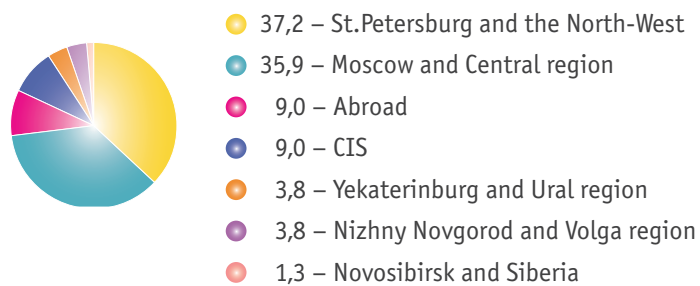 37,2 – St.Petersburg and the North-West
35,9 – Moscow and Central region
9,0 – Abroad
9,0 – CIS
3,8 – Yekaterinburg and Ural region
3,8 – Nizhny Novgorod and Volga region
1,3 – Novosibirsk and Siberia